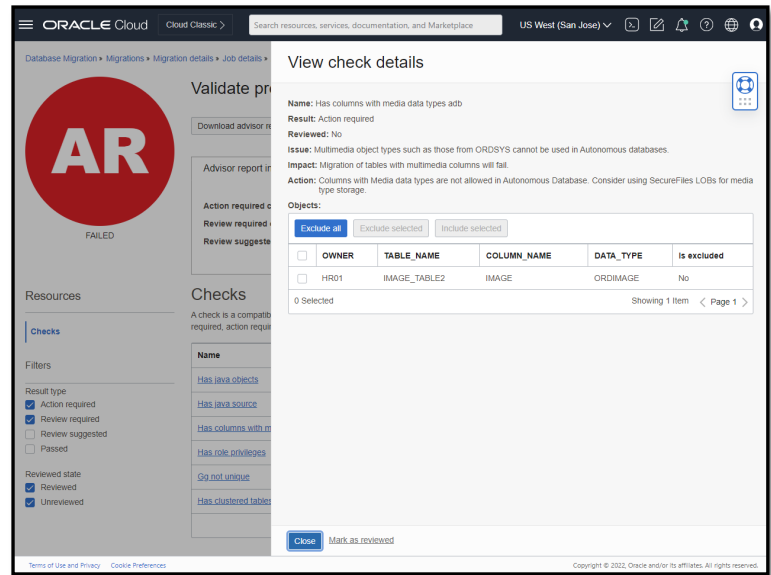 ORACLE Cloud
Cloud Classic >
Search resources, services, documentation, and Marketplace
US West (San Jose)
Database Migration » Migrations » Migration details » Job details »
AR
FAILED
Validate pr
Download advisor re
Advisor report in
Action required c
Review required
Review suggeste
Resources
Checks
Filters
Result type
Action required
Review required
Review suggested
Passed
Reviewed state
Reviewed
Unreviewed
Checks
A check is a compatib
required, action requir
Name
Has java objects
Has java source
Has columns with m
Has role privileges
Gg not unique
Has clustered tables
View check details
Name: Has columns with media data types adb
Result: Action required
Reviewed: No
Issue: Multimedia object types such as those from ORDSYS cannot be used in Autonomous databases.
Impact: Migration of tables with multimedia columns will fail.
Action: Columns with Media data types are not allowed in Autonomous Database. Consider using SecureFiles LOBs for media
type storage.
Objects:
Exclude all Exclude selected Include selected
OWNER TABLE_NAME COLUMN_NAME DATA_TYPE Is excluded
HR01 IMAGE_TABLE2 IMAGE ORDIMAGE No
0 Selected Showing 1 Item < Page 1 >
Close Mark as reviewed
Terms of Use and Privacy Cookie Preferences
Copyright © 2022, Oracle and/or its affiliates. All rights reserved.